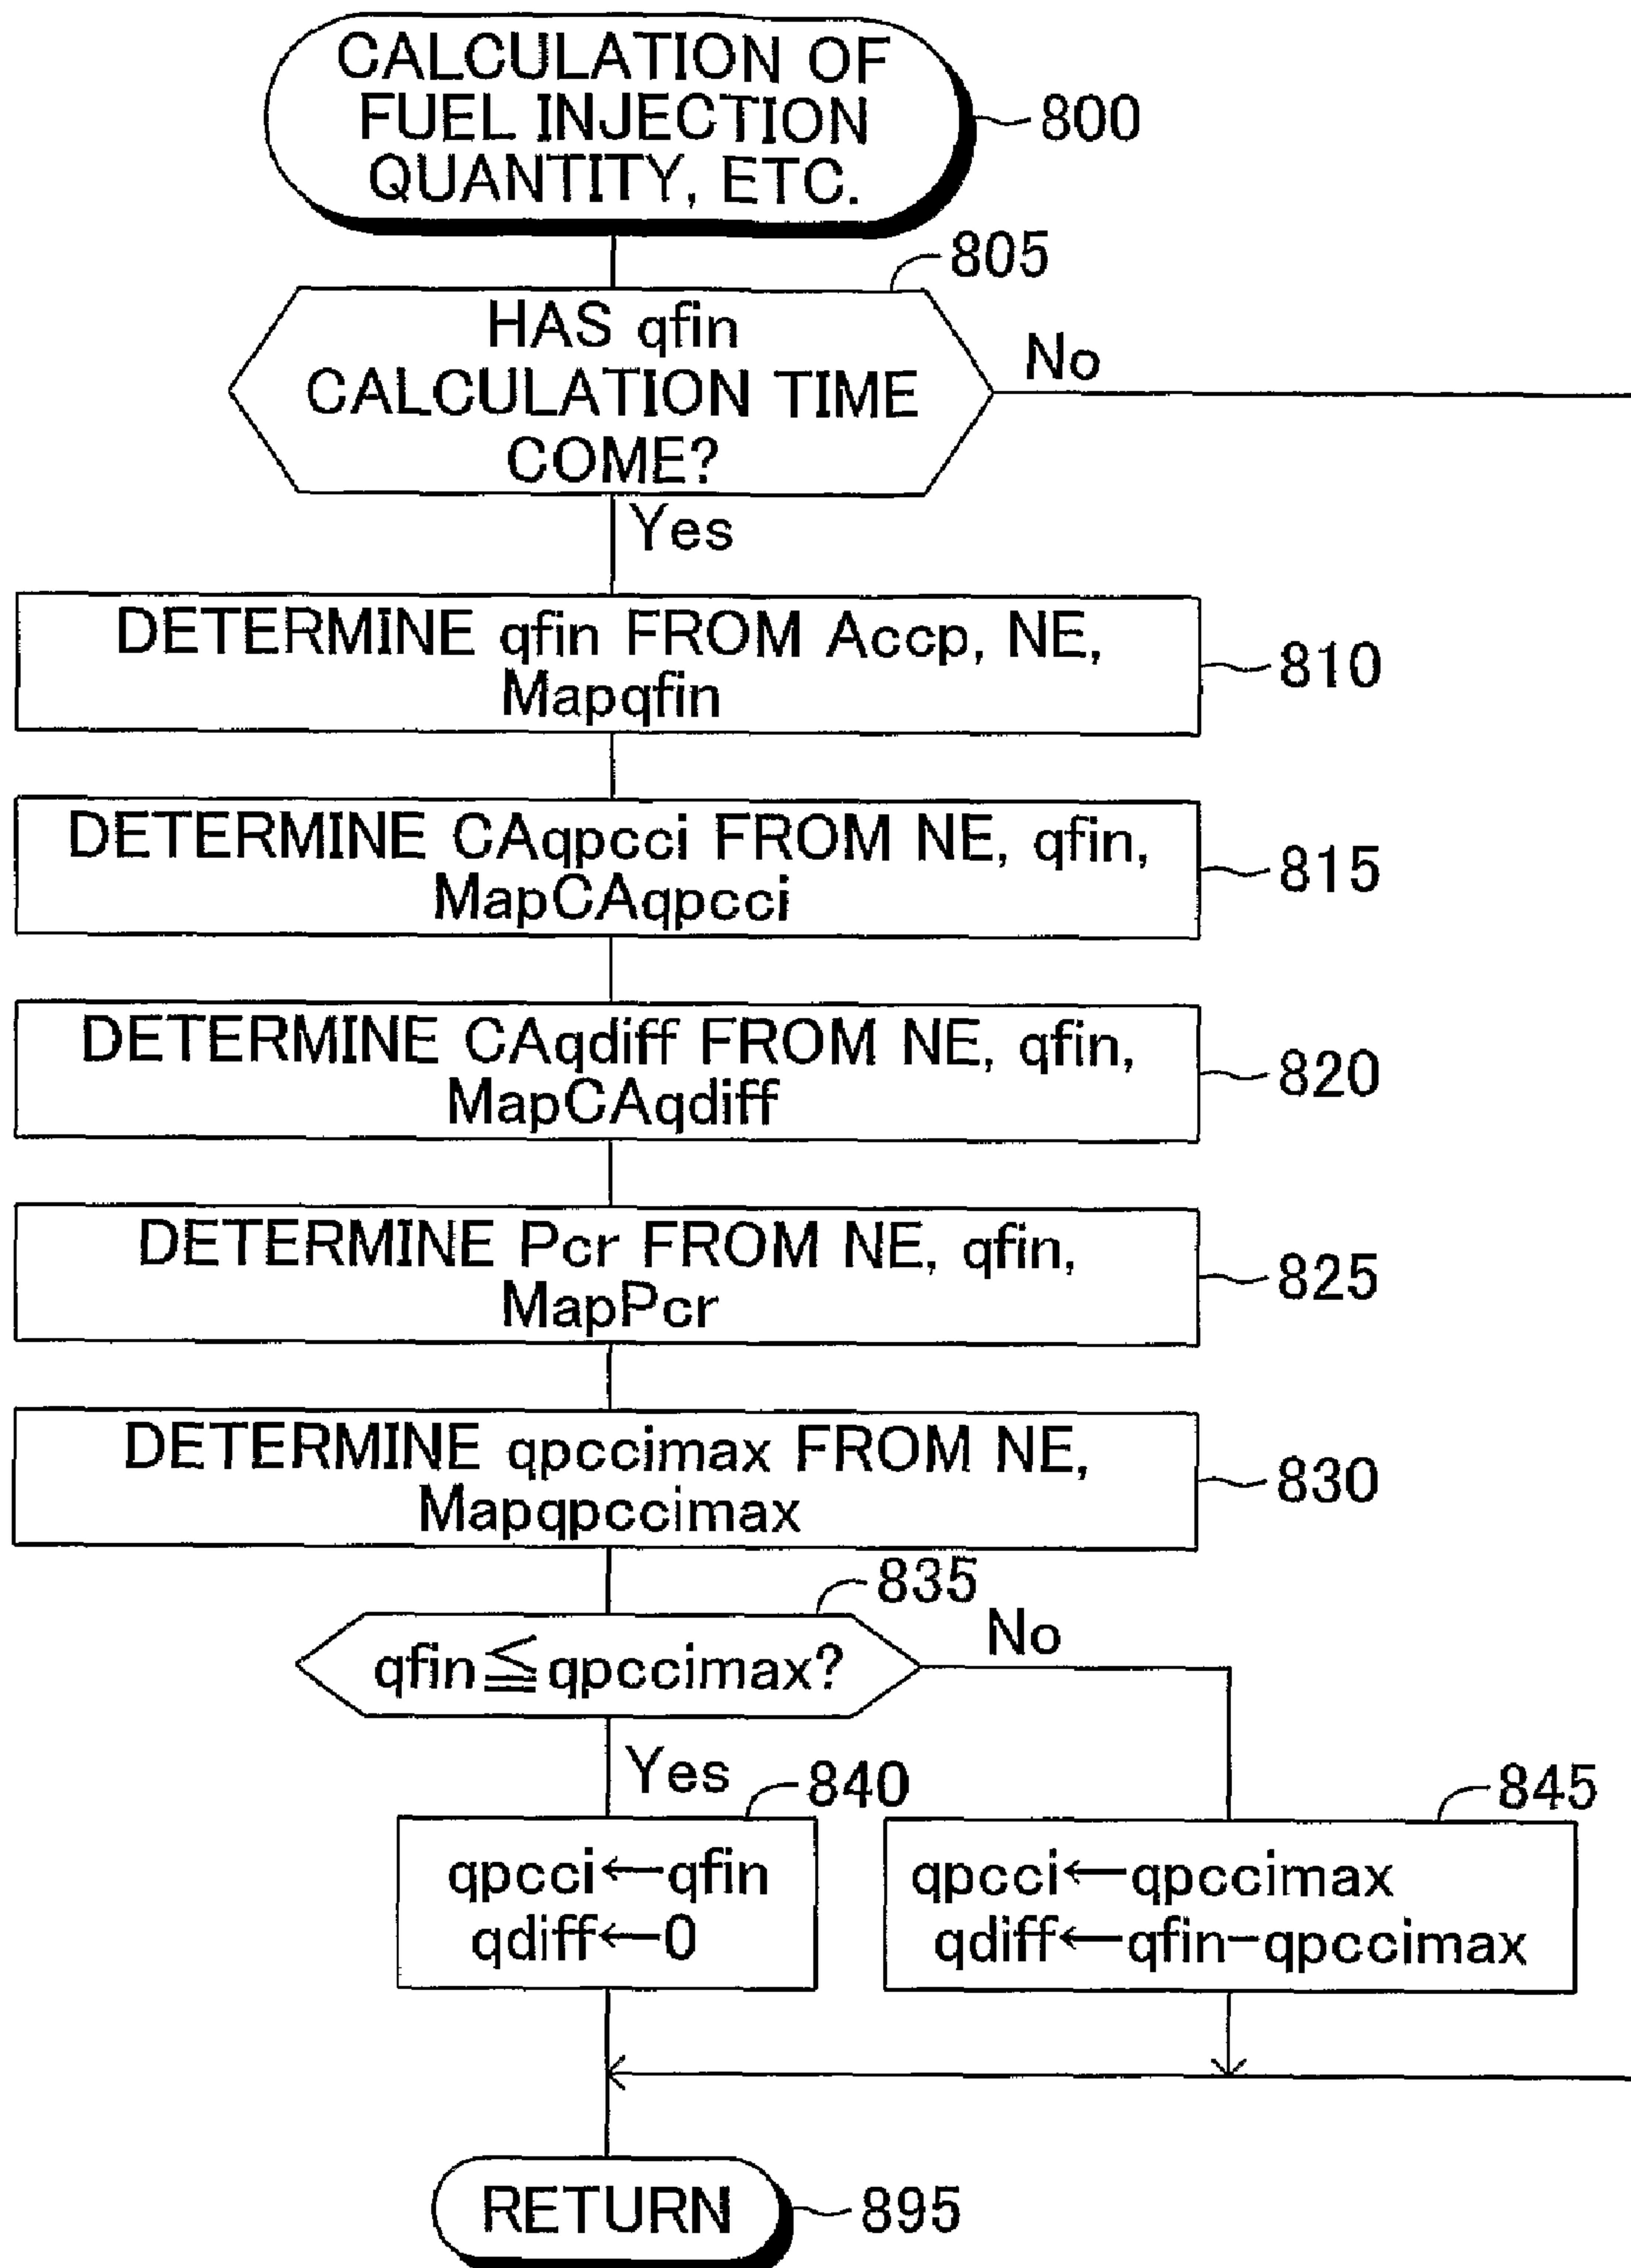 CALCULATION OF
FUEL INJECTION
QUANTITY, ETC.
800
805
HAS qfin
CALCULATION TIME
COME?
No
Yes
DETERMINE qfin FROM Accp, NE,
Mapqfin
810
DETERMINE CAqpcci FROM NE, qfin,
MapCAqpcci
815
DETERMINE CAqdiff FROM NE, qfin,
MapCAqdiff
820
DETERMINE Pcr FROM NE, qfin,
MapPcr
825
DETERMINE qpccimax FROM NE,
Mapqpccimax
830
835
qfin≦qpccimax?
No
Yes
840
qpcci←qfin
qdiff←0
845
qpcci←qpccimax
qdiff←qfin-qpccimax
RETURN
895